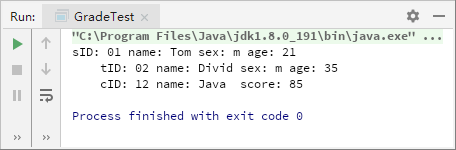 Run: GradeTest
"C:\Program Files\Java\jdk1.8.0_191\bin\java.exe" ...
sID: 01 name: Tom sex: m age: 21
tID: 02 name: Divid sex: m age: 35
cID: 12 name: Java  score: 85
Process finished with exit code 0